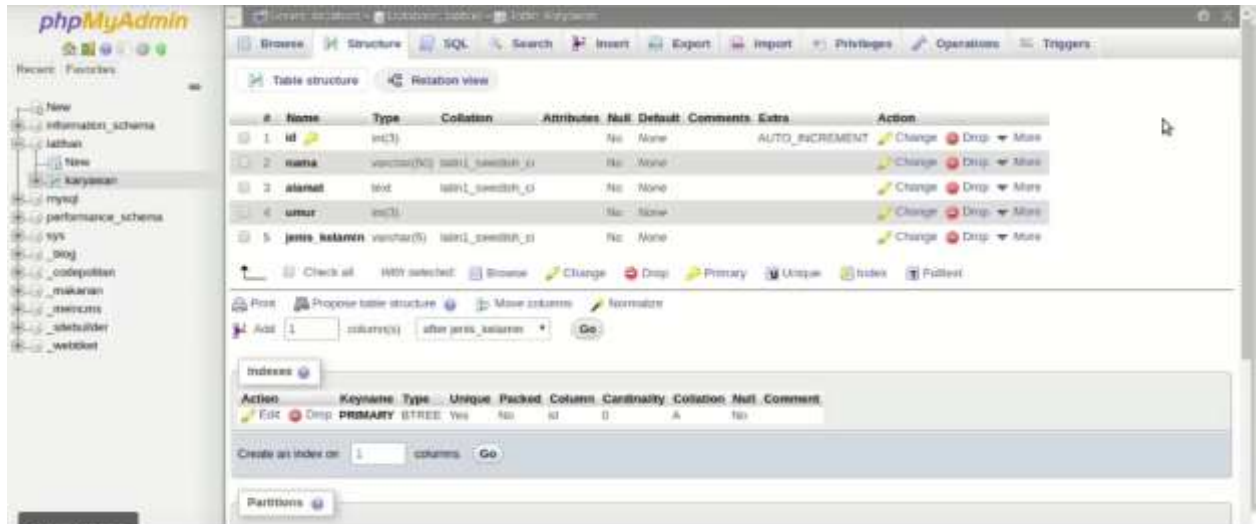 phpMyAdmin
Recent Favorites
New
information_schema
latihan
New
karyawan
mysql
performance_schema
sys
_blog
_codepolitan
_makanan
_sitebuilder
Browse Structure SQL Search Insert Export Import Privileges Operations Triggers
Table structure Relation view
# Name Type Collation Attributes Null Default Comments Extra Action
1 id int(3) No None AUTO_INCREMENT Change Drop More
2 nama varchar(50) latin1_swedish_ci No None Change Drop More
3 alamat text latin1_swedish_ci No None Change Drop More
4 umur int(3) No None Change Drop More
5 jenis_kelamin latin1_swedish_ci No None Change Drop More
Check all With selected: Browse Change Drop Primary Unique Index Fulltext
Print Propose table structure Move columns Normalize
Add 1 column(s) after jenis_kelamin Go
Indexes
Action Keyname Type Unique Packed Column Cardinality Collation Null Comment
Edit Drop PRIMARY BTREE Yes No id 0 A No
Create an index on 1 columns Go
Partitions